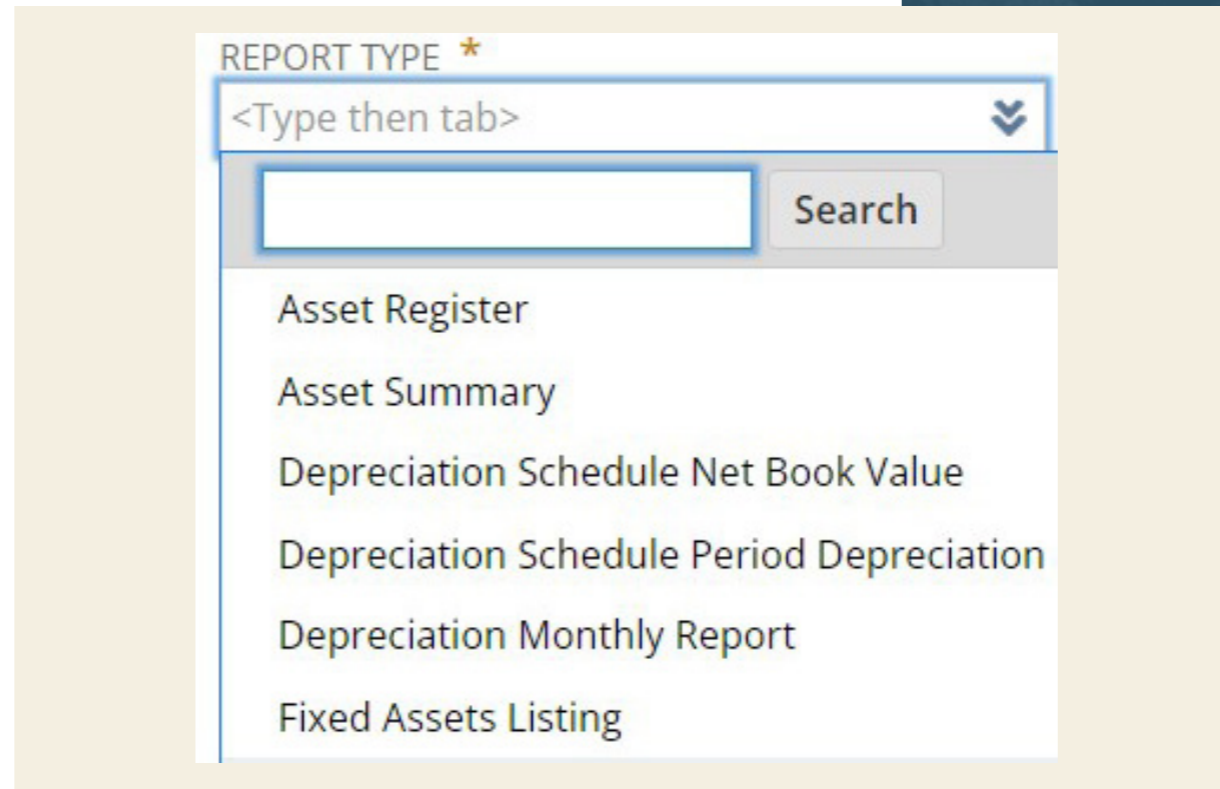 REPORT TYPE *
<Type then tab>
Search
Asset Register
Asset Summary
Depreciation Schedule Net Book Value
Depreciation Schedule Period Depreciation
Depreciation Monthly Report
Fixed Assets Listing